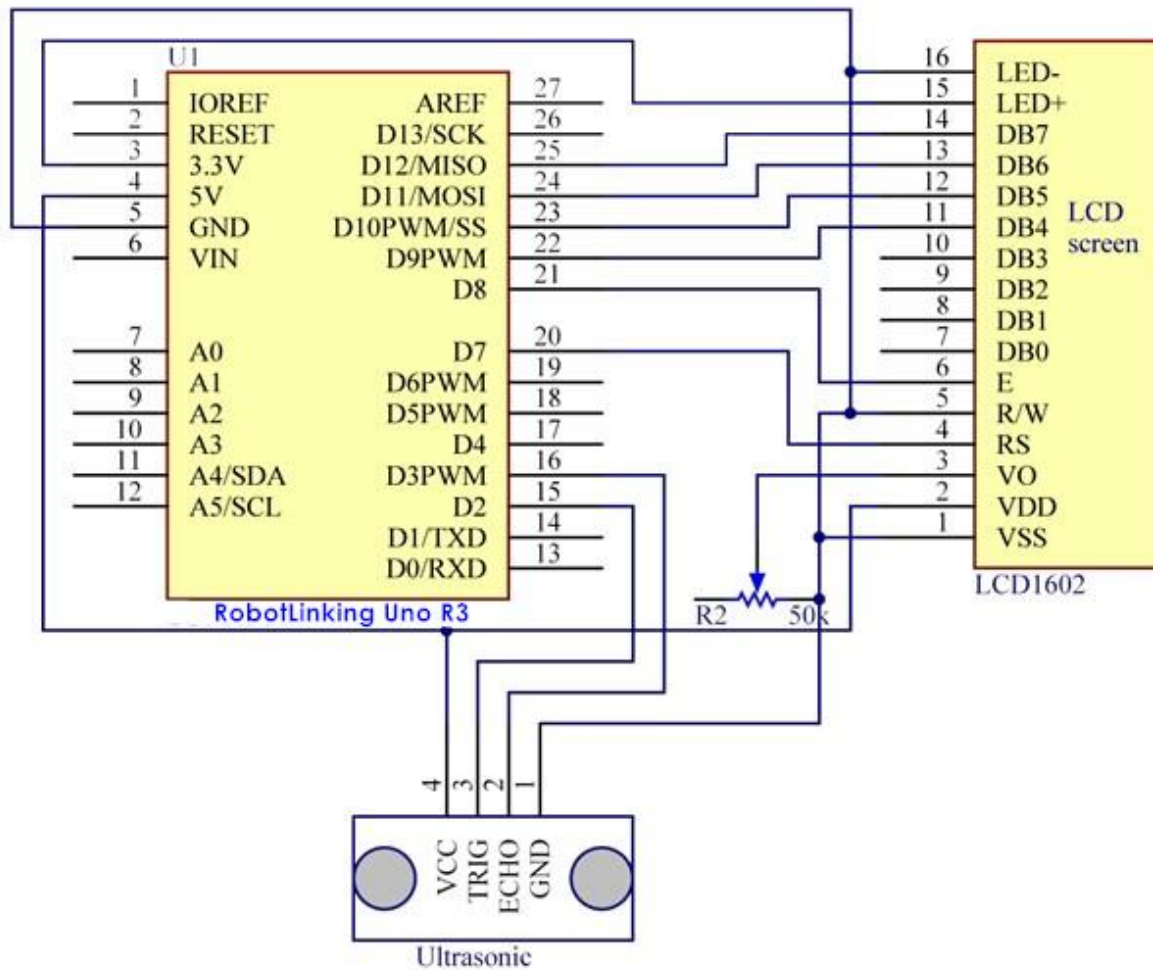 U1
1 IOREF AREF 27
2 RESET D13/SCK 26
3 3.3V D12/MISO 25
4 5V D11/MOSI 24
5 GND D10PWM/SS 23
6 VIN D9PWM 22
D8 21
7 A0 D7 20
8 A1 D6PWM 19
9 A2 D5PWM 18
10 A3 D4 17
11 A4/SDA D3PWM 16
12 A5/SCL D2 15
D1/TXD 14
D0/RXD 13
RobotLinking Uno R3
16 LED-
15 LED+
14 DB7
13 DB6
12 DB5
11 DB4
10 DB3
9 DB2
8 DB1
7 DB0
6 E
5 R/W
4 RS
3 VO
2 VDD
1 VSS
LCD
screen
LCD1602
R2 50k
4 VCC
3 TRIG
2 ECHO
1 GND
Ultrasonic